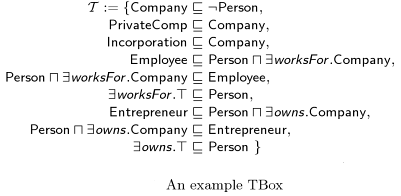 𝒯 := {Company ⊑ ¬Person,
PrivateComp ⊑ Company,
Incorporation ⊑ Company,
Employee ⊑ Person ⊓ ∃worksFor.Company,
Person ⊓ ∃worksFor.Company ⊑ Employee,
∃worksFor.⊤ ⊑ Person,
Entrepreneur ⊑ Person ⊓ ∃owns.Company,
Person ⊓ ∃owns.Company ⊑ Entrepreneur,
∃owns.⊤ ⊑ Person }
An example TBox